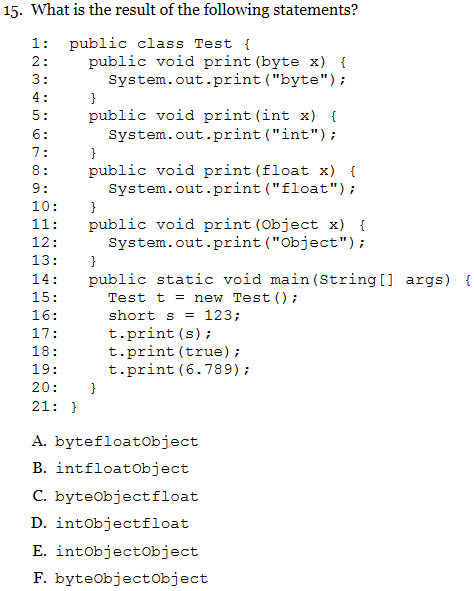 15. What is the result of the following statements?
1: public class Test {
2: public void print(byte x) {
3: System.out.print("byte");
4: }
5: public void print(int x) {
6: System.out.print("int");
7: }
8: public void print(float x) {
9: System.out.print("float");
10: }
11: public void print(Object x) {
12: System.out.print("Object");
13: }
14: public static void main(String[] args) {
15: Test t = new Test();
16: short s = 123;
17: t.print(s);
18: t.print(true);
19: t.print(6.789);
20: }
21: }
A. bytefloatObject
B. intfloatObject
C. byteObjectfloat
D. intObjectfloat
E. intObjectObject
F. byteObjectObject